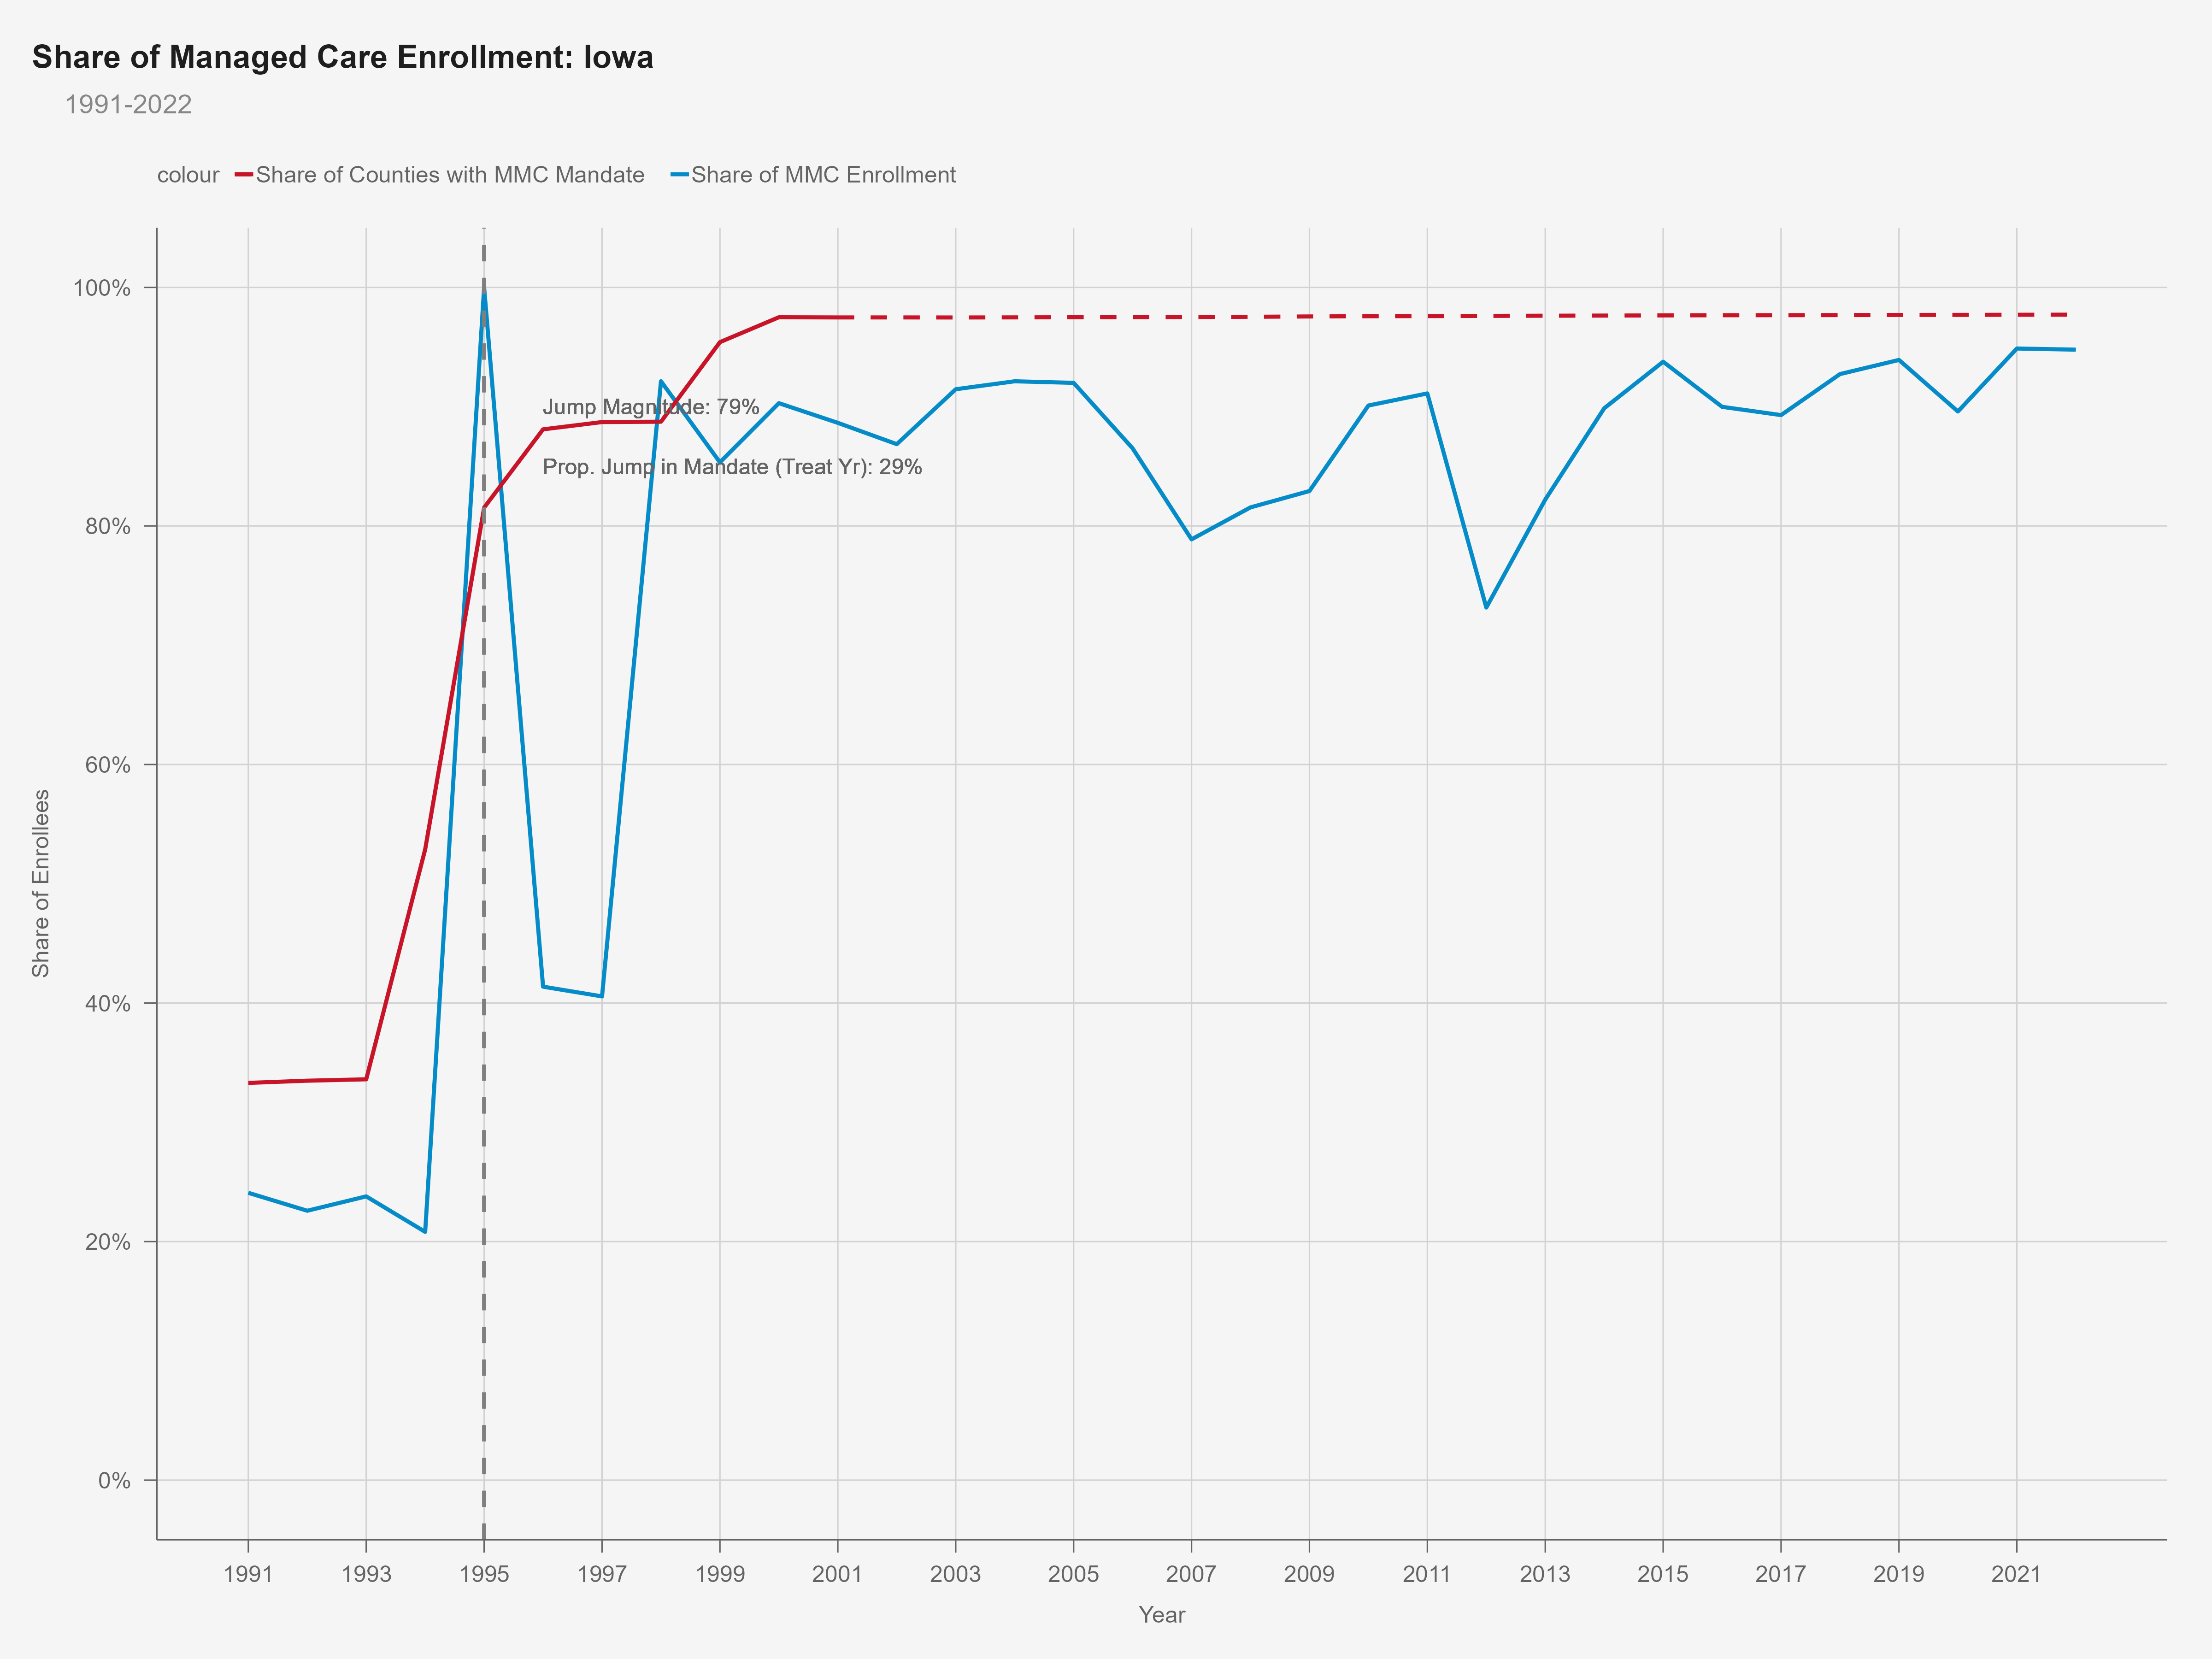 Share of Managed Care Enrollment: Iowa
1991-2022
colour Share of Counties with MMC Mandate Share of MMC Enrollment
100%
80%
60%
40%
20%
0%
Share of Enrollees
Jump Magnitude: 79%
Prop. Jump in Mandate (Treat Yr): 29%
1991 1993 1995 1997 1999 2001 2003 2005 2007 2009 2011 2013 2015 2017 2019 2021
Year